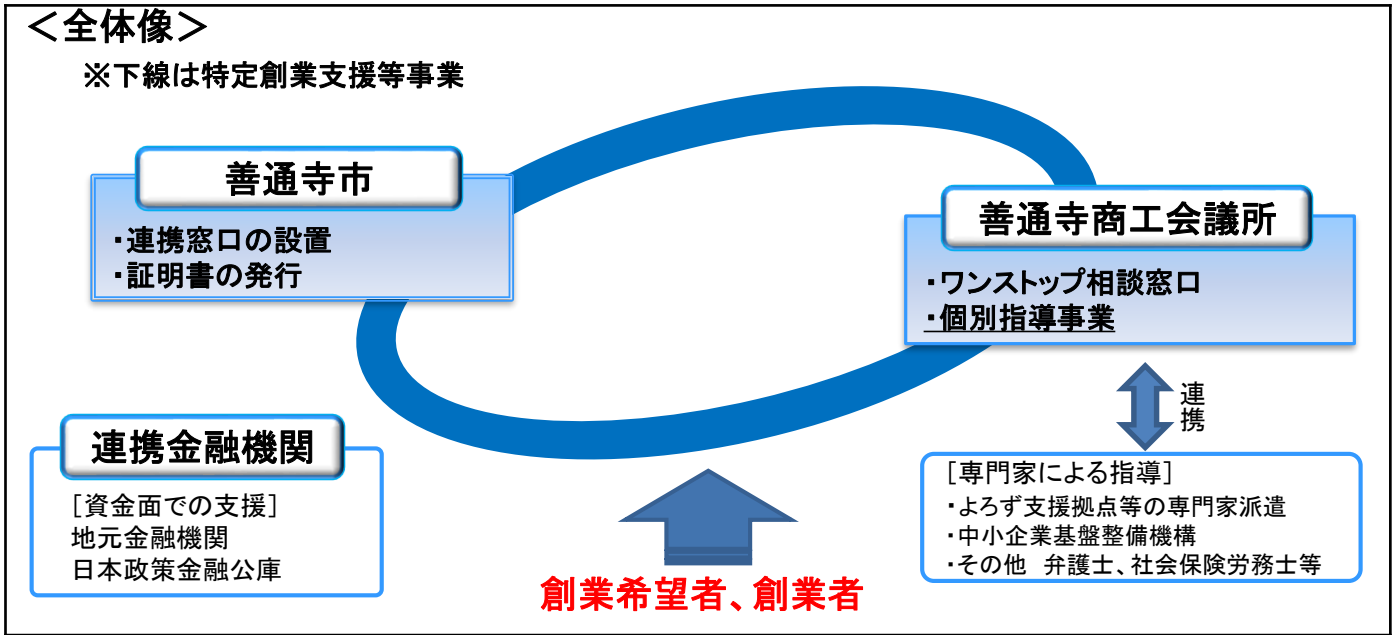 ＜全体像＞
※下線は特定創業支援等事業
善通寺市
・連携窓口の設置
・証明書の発行
善通寺商工会議所
・ワンストップ相談窓口
・個別指導事業
連携
連携金融機関
［資金面での支援］
地元金融機関
日本政策金融公庫
［専門家による指導］
・よろず支援拠点等の専門家派遣
・中小企業基盤整備機構
・その他　弁護士、社会保険労務士等
創業希望者、創業者